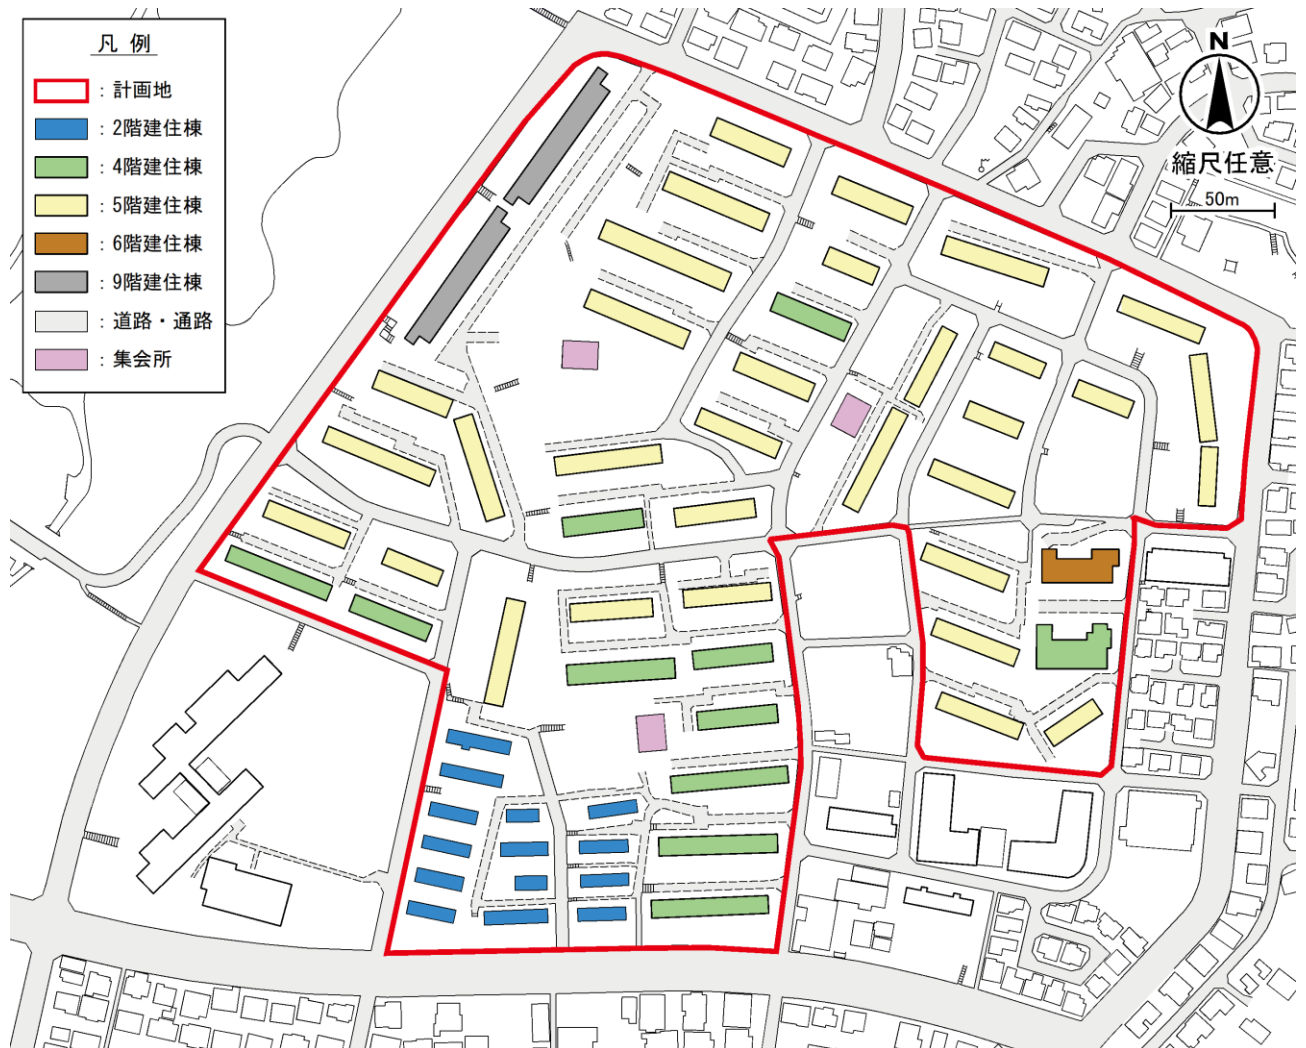 凡 例
：計画地
：2階建住棟
：4階建住棟
：5階建住棟
：6階建住棟
：9階建住棟
：道路・通路
：集会所
N
縮尺任意
50m